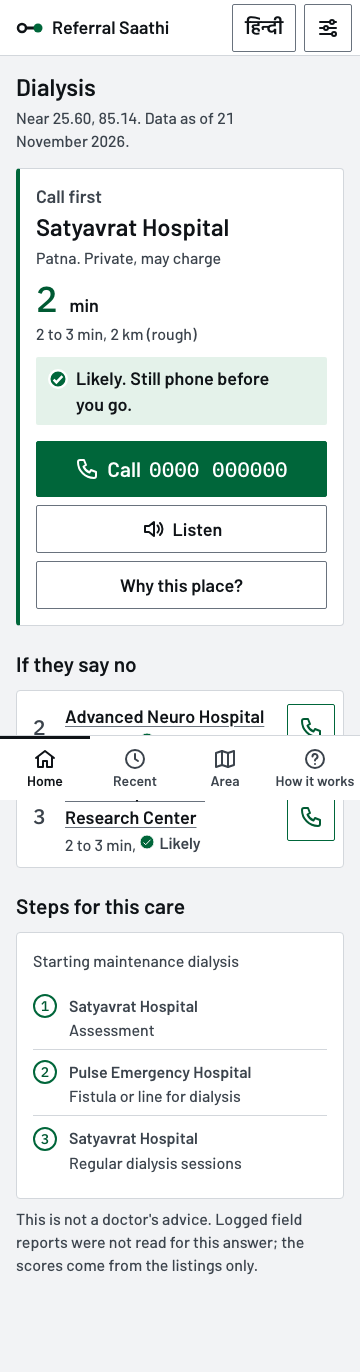 Referral Saathi
हिन्दी
Dialysis
Near 25.60, 85.14. Data as of 21
November 2026.
Call first
Satyavrat Hospital
Patna. Private, may charge
2 min
2 to 3 min, 2 km (rough)
Likely. Still phone before
you go.
Call 0000 000000
Listen
Why this place?
If they say no
2
Advanced Neuro Hospital
Home
Recent
Area
How it works
3
Research Center
2 to 3 min, Likely
Steps for this care
Starting maintenance dialysis
1
Satyavrat Hospital
Assessment
2
Pulse Emergency Hospital
Fistula or line for dialysis
3
Satyavrat Hospital
Regular dialysis sessions
This is not a doctor's advice. Logged field
reports were not read for this answer; the
scores come from the listings only.